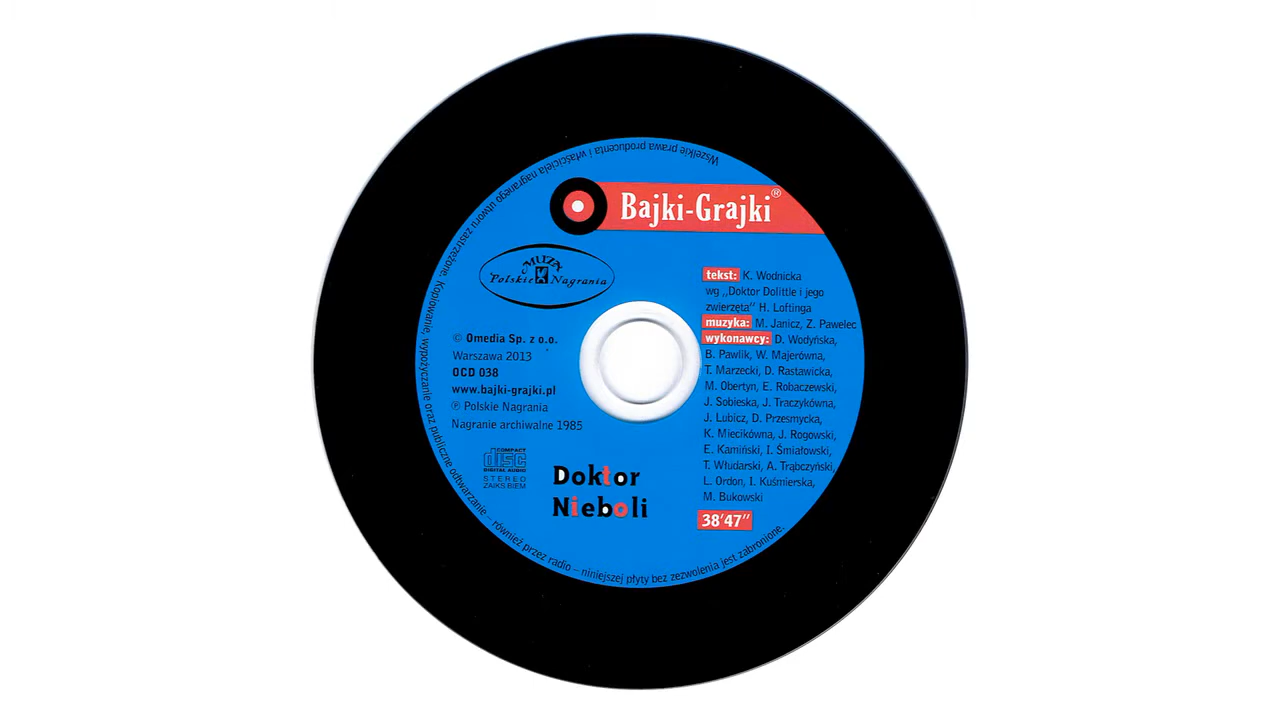 Wszelkie prawa producenta i właściciela nagranego utworu zastrzeżone. Kopiowanie, wypożyczanie oraz publiczne odtwarzanie – również przez radio – niniejszej płyty bez zezwolenia jest zabronione.
Bajki-Grajki®
MUZA
Polskie Nagrania
© Omedia Sp. z o.o.
Warszawa 2013
OCD 038
www.bajki-grajki.pl
℗ Polskie Nagrania
Nagranie archiwalne 1985
COMPACT
disc
DIGITAL AUDIO
STEREO
ZAIKS BIEM
Doktor
Nieboli
tekst: K. Wodnicka
wg „Doktor Dolittle i jego
zwierzęta" H. Loftinga
muzyka: M. Janicz, Z. Pawelec
wykonawcy: D. Wodyńska,
B. Pawlik, W. Majerówna,
T. Marzecki, D. Rastawicka,
M. Obertyn, E. Robaczewski,
J. Sobieska, J. Traczykówna,
J. Lubicz, D. Przesmycka,
K. Miecikówna, J. Rogowski,
E. Kamiński, I. Śmiałowski,
T. Włudarski, A. Trąbczyński,
L. Ordon, I. Kuśmierska,
M. Bukowski
38'47"